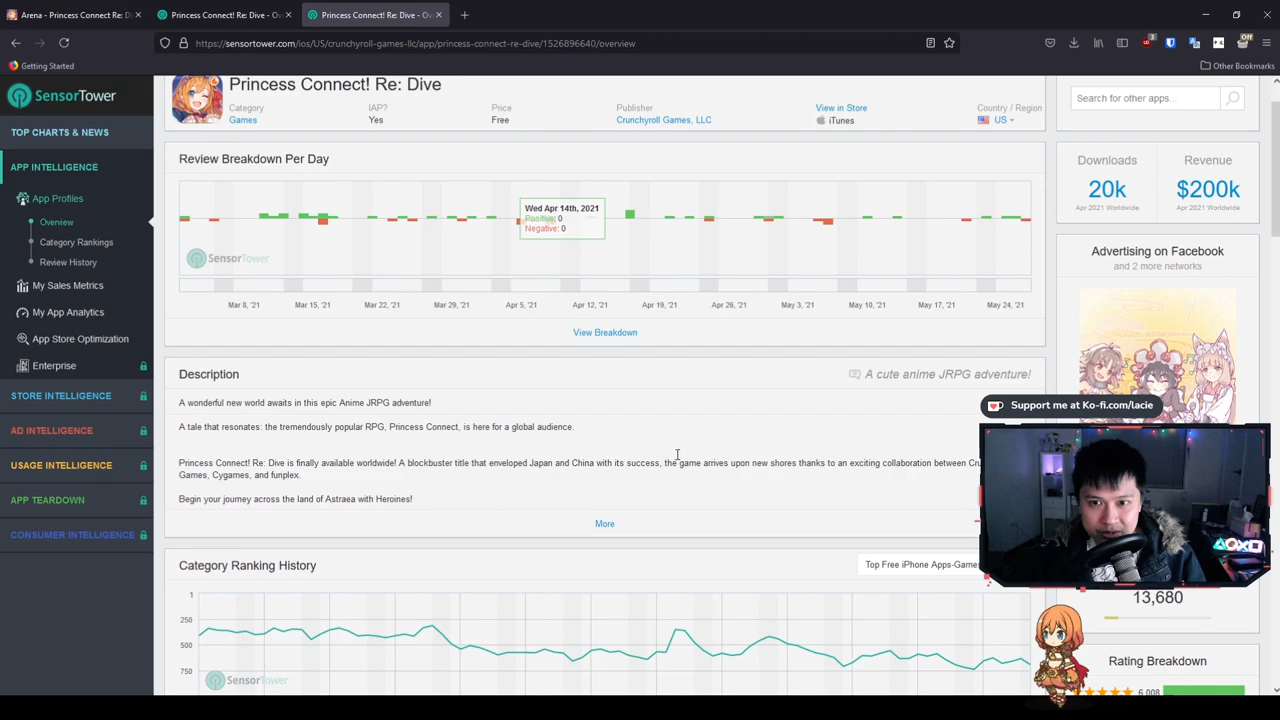 Arena - Princess Connect Re: D
Princess Connect! Re: Dive - Ov
Princess Connect! Re: Dive - Ov
https://sensortower.com/ios/US/crunchyroll-games-llc/app/princess-connect-re-dive/1526896640/overview
3
Off
Getting Started
Other Bookmarks
SensorTower
TOP CHARTS & NEWS
APP INTELLIGENCE
App Profiles
Overview
Category Rankings
Review History
My Sales Metrics
My App Analytics
App Store Optimization
Enterprise
STORE INTELLIGENCE
AD INTELLIGENCE
USAGE INTELLIGENCE
APP TEARDOWN
CONSUMER INTELLIGENCE
Princess Connect! Re: Dive
Category
Games
IAP?
Yes
Price
Free
Publisher
Crunchyroll Games, LLC
View in Store
iTunes
Country / Region
US
Review Breakdown Per Day
Wed Apr 14th, 2021
Positive: 0
Negative: 0
SensorTower
Mar 8, '21 Mar 15, '21 Mar 22, '21 Mar 29, '21 Apr 5, '21 Apr 12, '21 Apr 19, '21 Apr 26, '21 May 3, '21 May 10, '21 May 17, '21 May 24, '21
View Breakdown
Description
A cute anime JRPG adventure!
A wonderful new world awaits in this epic Anime JRPG adventure!
A tale that resonates: the tremendously popular RPG, Princess Connect, is here for a global audience.
Princess Connect! Re: Dive is finally available worldwide! A blockbuster title that enveloped Japan and China with its success, the game arrives upon new shores thanks to an exciting collaboration between Cru
Games, Cygames, and funplex.
Begin your journey across the land of Astraea with Heroines!
More
Category Ranking History
Top Free iPhone Apps-Games
1
250
500
750
SensorTower
Search for other apps...
Downloads
20k
Apr 2021 Worldwide
Revenue
$200k
Apr 2021 Worldwide
Advertising on Facebook
and 2 more networks
Support me at Ko-fi.com/lacie
13,680
Rating Breakdown
6,008